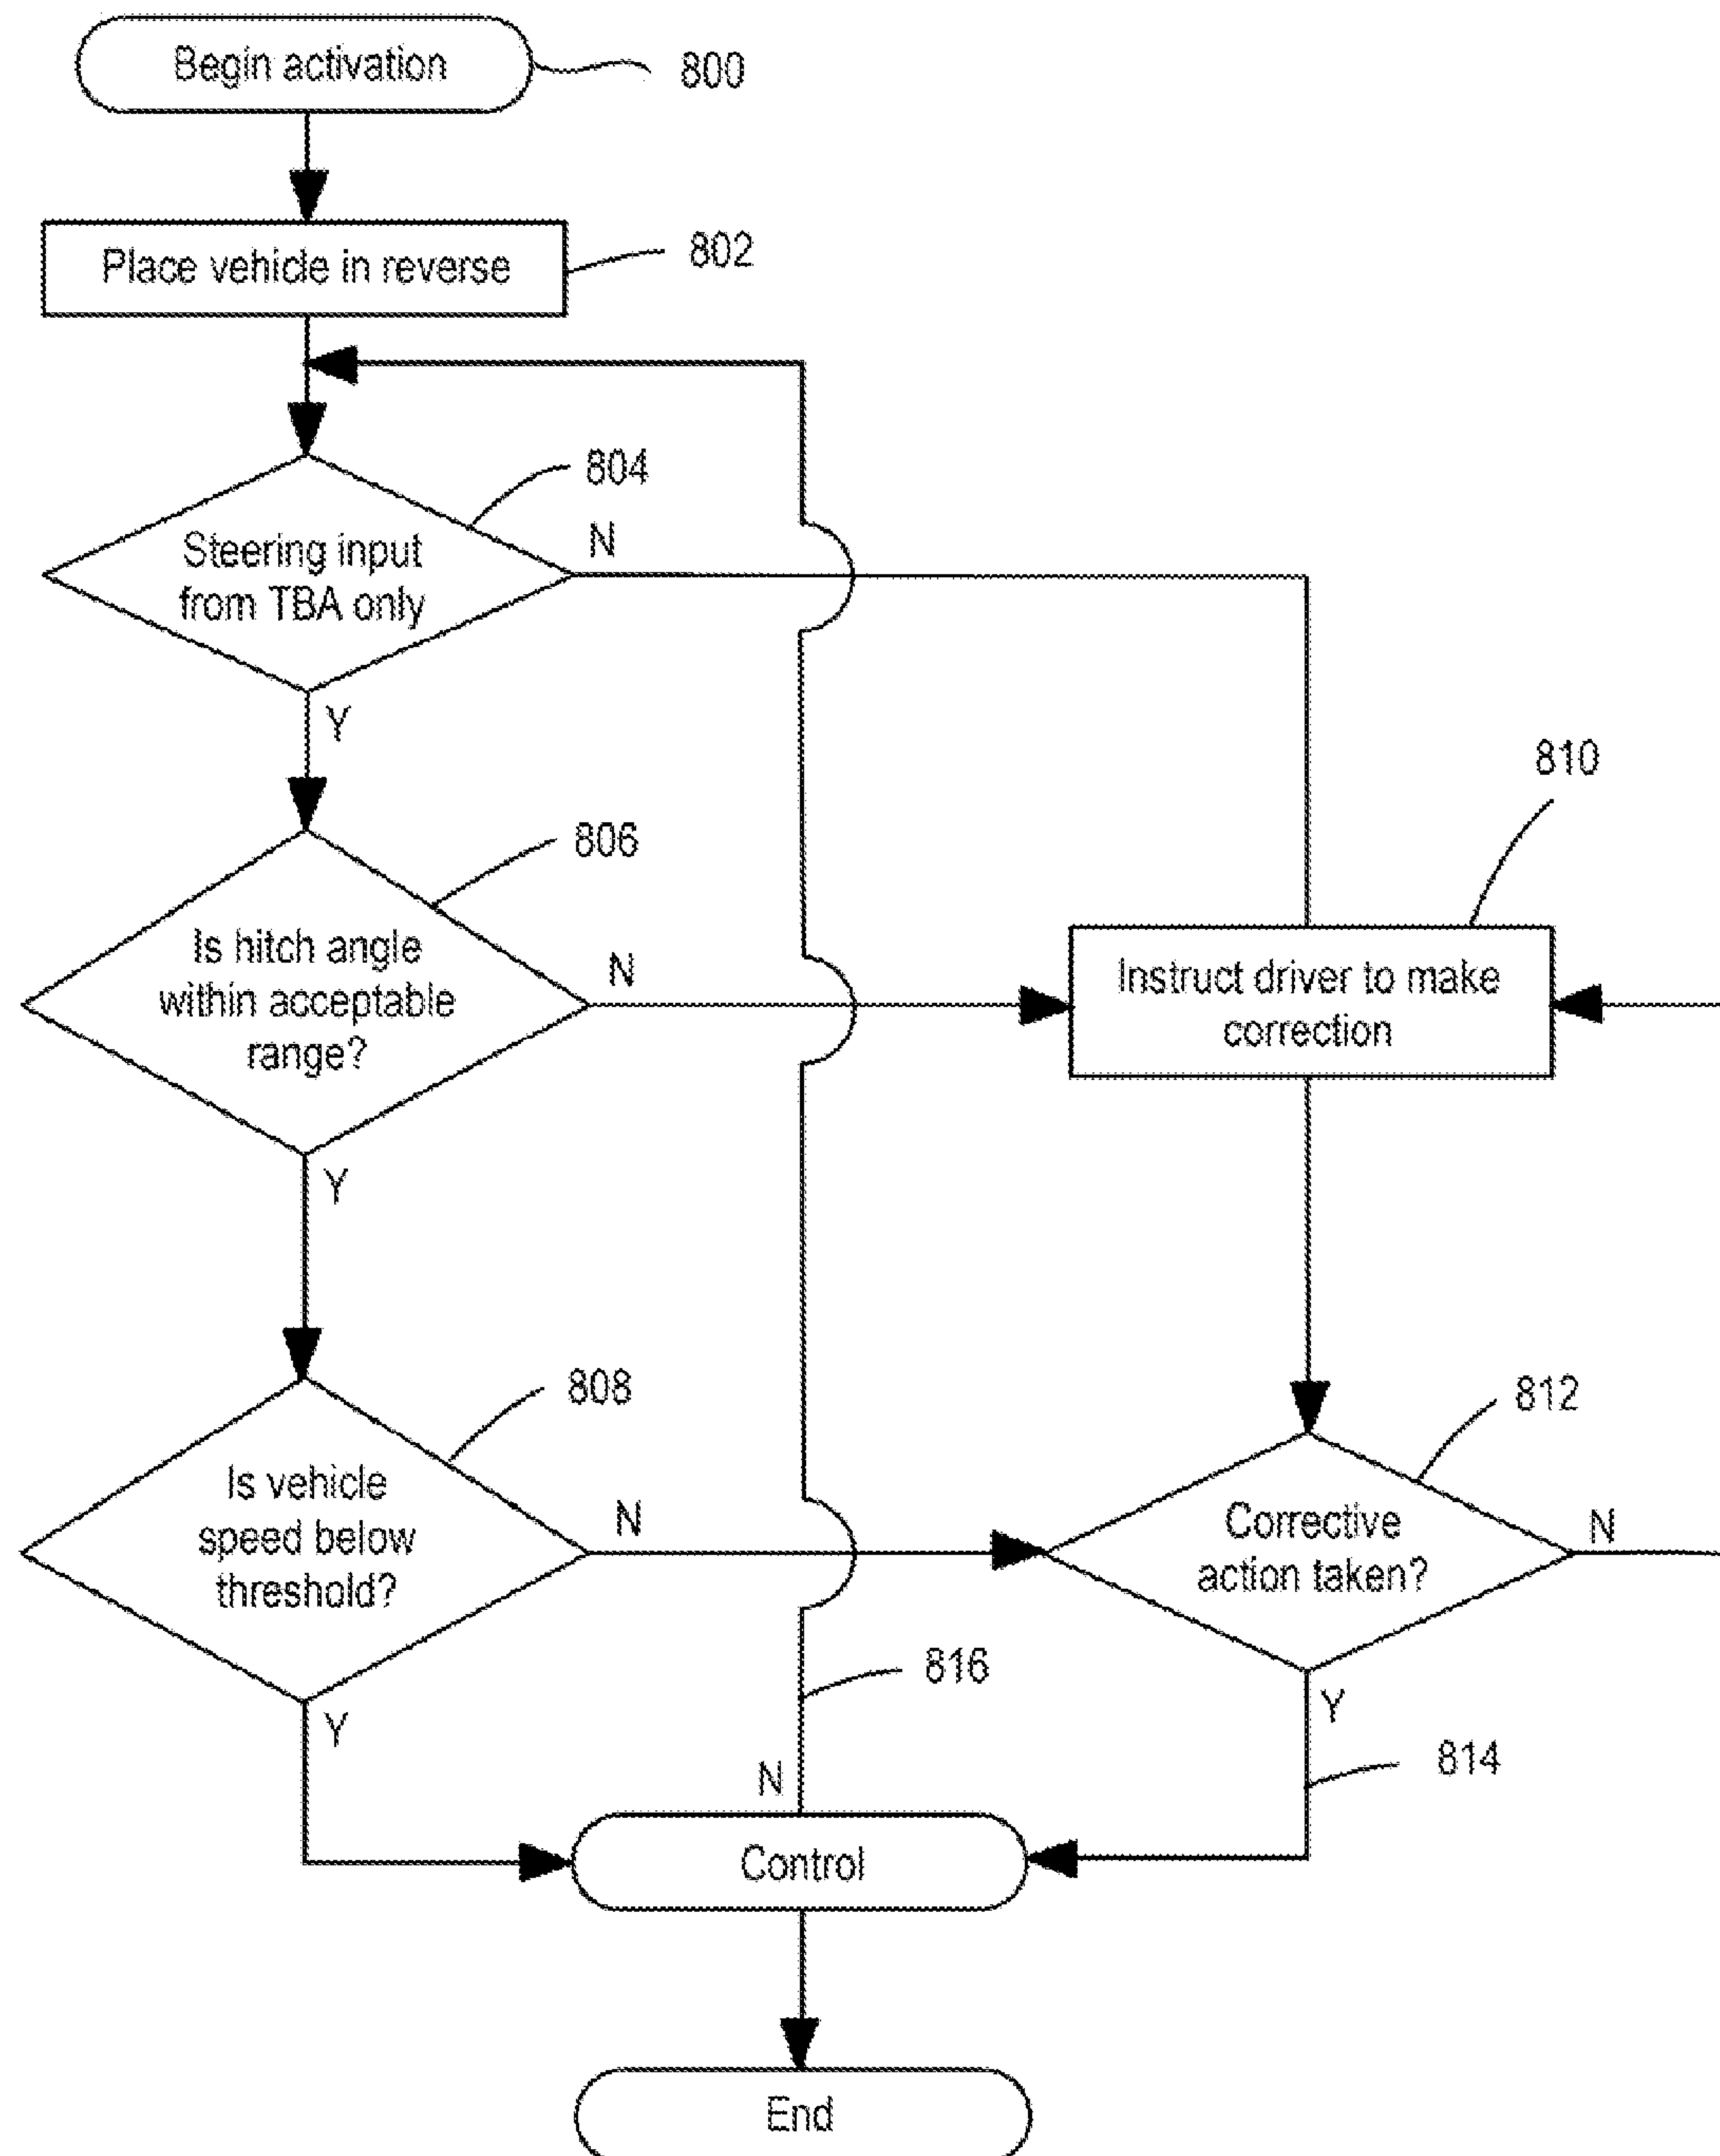 Begin activation
800
Place vehicle in reverse
802
804
Steering input
from TBA only
N
Y
806
Is hitch angle
within acceptable
range?
N
Y
810
Instruct driver to make
correction
808
Is vehicle
speed below
threshold?
N
Y
812
Corrective
action taken?
N
Y
814
816
N
Control
End